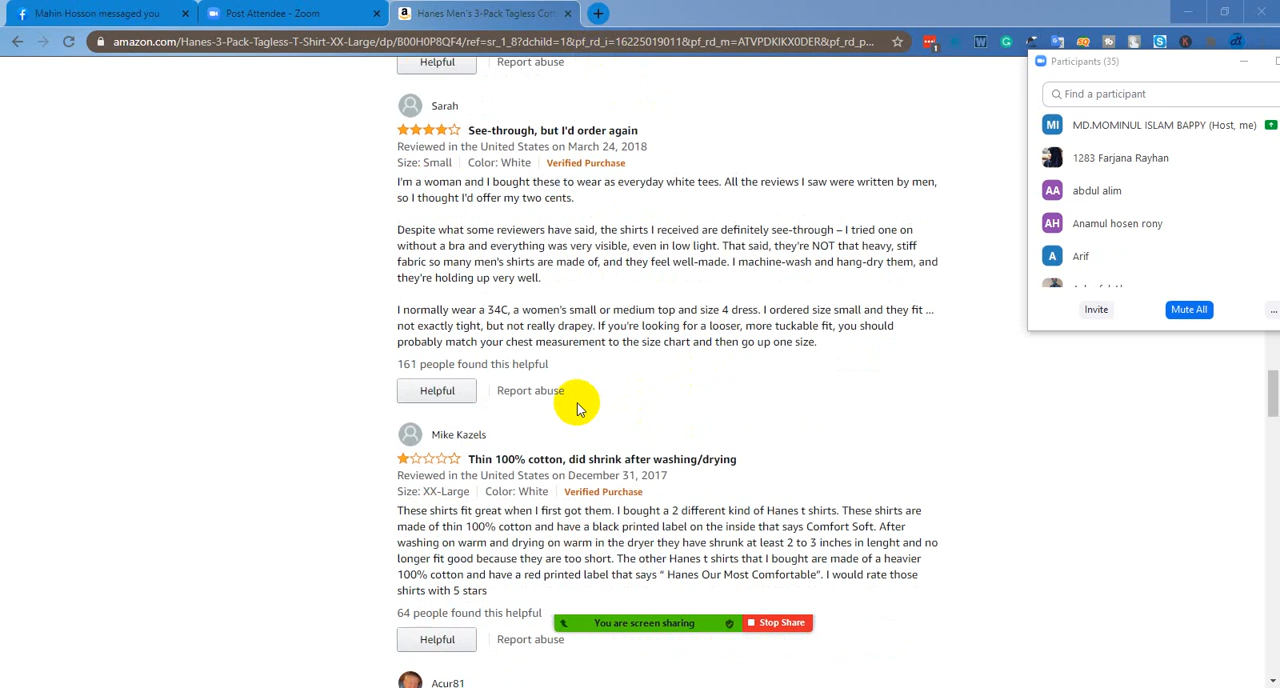 Mahin Hosson messaged you
Post Attendee - Zoom
Hanes Men's 3-Pack Tagless Cott
amazon.com/Hanes-3-Pack-Tagless-T-Shirt-XX-Large/dp/B00H0P8QF4/ref=sr_1_8?dchild=1&pf_rd_i=16225019011&pf_rd_m=ATVPDKIKX0DER&pf_rd_p...
Helpful
Report abuse
Participants (35)
Find a participant
MI MD.MOMINUL ISLAM BAPPY (Host, me)
1283 Farjana Rayhan
AA abdul alim
AH Anamul hosen rony
A Arif
Invite
Mute All
...
Sarah
See-through, but I'd order again
Reviewed in the United States on March 24, 2018
Size: Small Color: White Verified Purchase
I'm a woman and I bought these to wear as everyday white tees. All the reviews I saw were written by men,
so I thought I'd offer my two cents.
Despite what some reviewers have said, the shirts I received are definitely see-through – I tried one on
without a bra and everything was very visible, even in low light. That said, they're NOT that heavy, stiff
fabric so many men's shirts are made of, and they feel well-made. I machine-wash and hang-dry them, and
they're holding up very well.
I normally wear a 34C, a women's small or medium top and size 4 dress. I ordered size small and they fit ...
not exactly tight, but not really drapey. If you're looking for a looser, more tuckable fit, you should
probably match your chest measurement to the size chart and then go up one size.
161 people found this helpful
Helpful
Report abuse
Mike Kazels
Thin 100% cotton, did shrink after washing/drying
Reviewed in the United States on December 31, 2017
Size: XX-Large Color: White Verified Purchase
These shirts fit great when I first got them. I bought a 2 different kind of Hanes t shirts. These shirts are
made of thin 100% cotton and have a black printed label on the inside that says Comfort Soft. After
washing on warm and drying on warm in the dryer they have shrunk at least 2 to 3 inches in lenght and no
longer fit good because they are too short. The other Hanes t shirts that I bought are made of a heavier
100% cotton and have a red printed label that says “ Hanes Our Most Comfortable”. I would rate those
shirts with 5 stars
64 people found this helpful
You are screen sharing
Stop Share
Helpful
Report abuse
Acur81